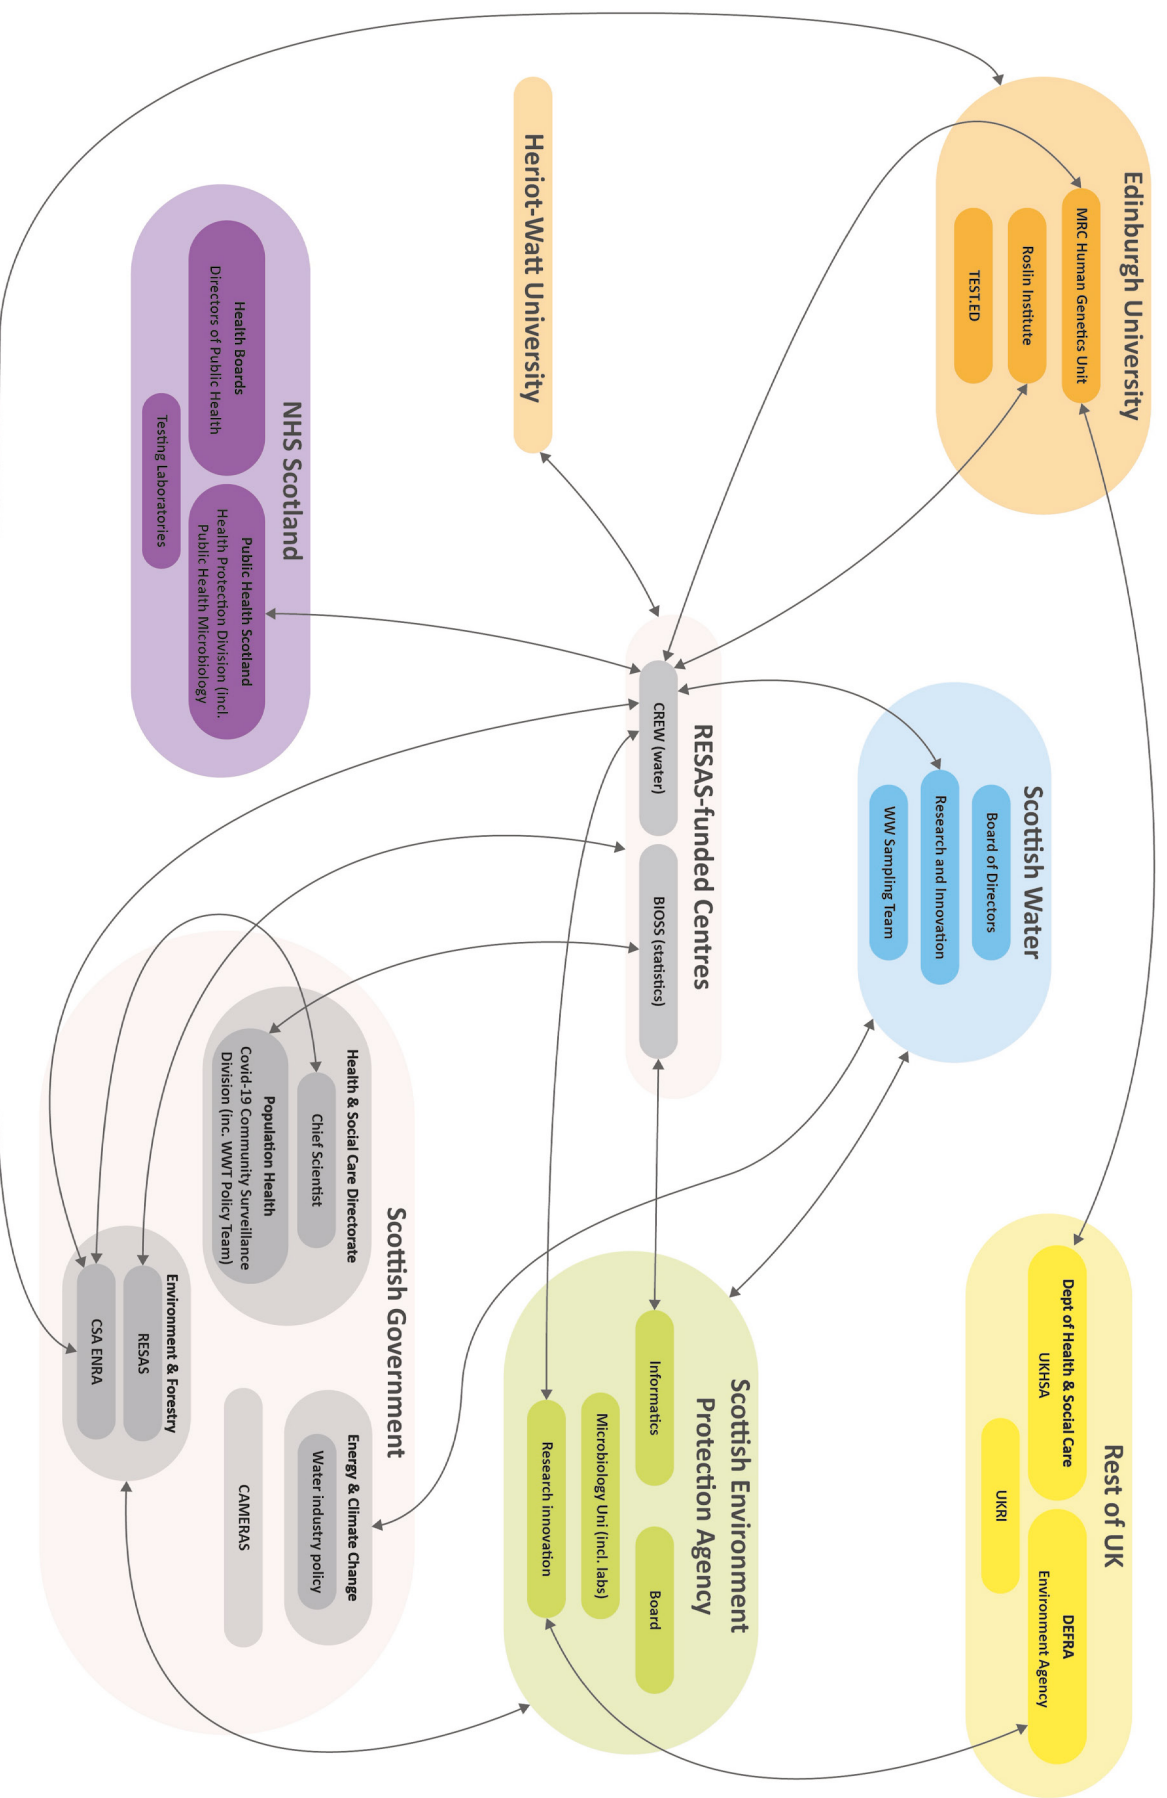 Edinburgh University
MRC Human Genetics Unit
Roslin Institute
TEST.ED
Scottish Water
Board of Directors
Research and Innovation
WW Sampling Team
Rest of UK
Dept of Health & Social Care
UKHSA
DEFRA
Environment Agency
UKRI
Heriot-Watt University
RESAS-funded Centres
CREW (water)
BIOSS (statistics)
Scottish Environment
Protection Agency
Informatics
Board
Microbiology Uni (incl. labs)
Research innovation
NHS Scotland
Health Boards
Directors of Public Health
Public Health Scotland
Health Protection Division (incl.
Public Health Microbiology
Testing Laboratories
Scottish Government
Health & Social Care Directorate
Chief Scientist
Population Health
Covid-19 Community Surveillance
Division (inc. WWT Policy Team)
Energy & Climate Change
Water industry policy
CAMERAS
Environment & Forestry
RESAS
CSA ENRA